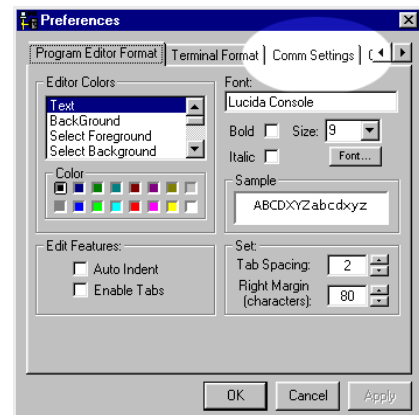 Preferences
Program Editor Format Terminal Format Comm Settings
Editor Colors
Text
BackGround
Select Foreground
Select Background
Color
Font:
Lucida Console
Bold Size: 9
Italic Font...
Sample
ABCDXYZabcdxyz
Edit Features:
Auto Indent
Enable Tabs
Set:
Tab Spacing: 2
Right Margin
(characters): 80
OK Cancel Apply